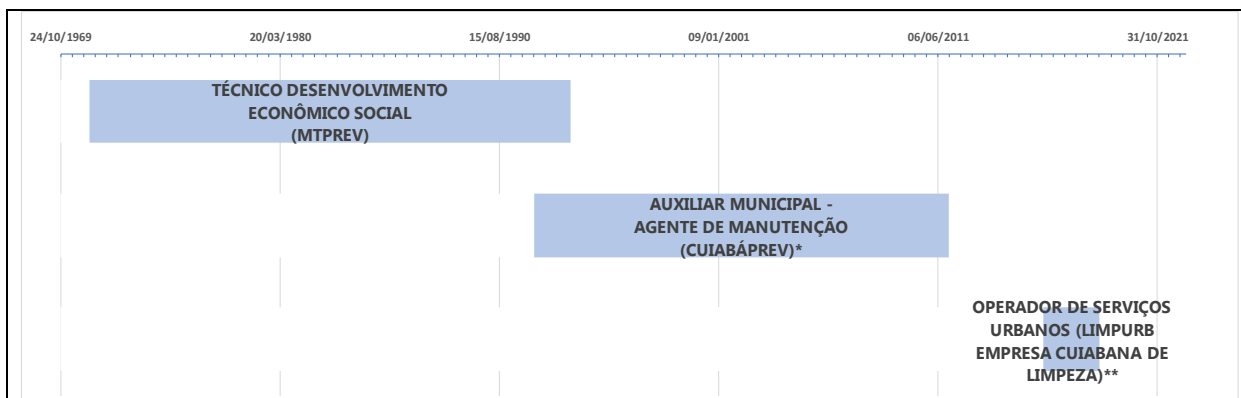 24/10/1969 20/03/1980 15/08/1990 09/01/2001 06/06/2011 31/10/2021
TÉCNICO DESENVOLVIMENTO
ECONÔMICO SOCIAL
(MTPREV)
AUXILIAR MUNICIPAL -
AGENTE DE MANUTENÇÃO
(CUIABÁPREV)*
OPERADOR DE SERVIÇOS
URBANOS (LIMPURB
EMPRESA CUIABANA DE
LIMPEZA)**